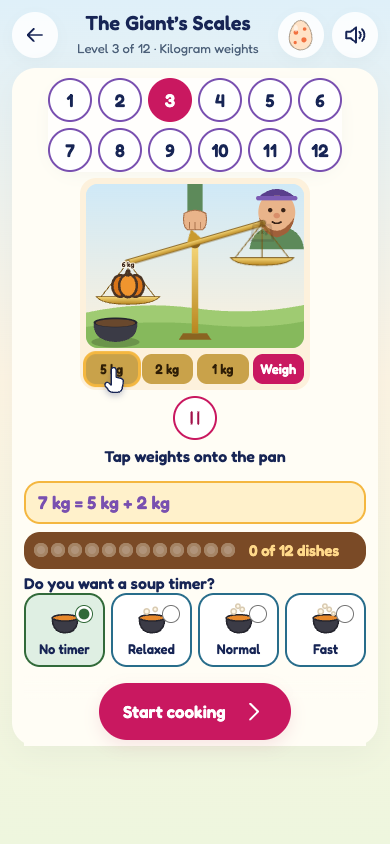 The Giant's Scales
Level 3 of 12 · Kilogram weights
1 2 3 4 5 6
7 8 9 10 11 12
6 kg
5 kg 2 kg 1 kg Weigh
Tap weights onto the pan
7 kg = 5 kg + 2 kg
0 of 12 dishes
Do you want a soup timer?
No timer Relaxed Normal Fast
Start cooking